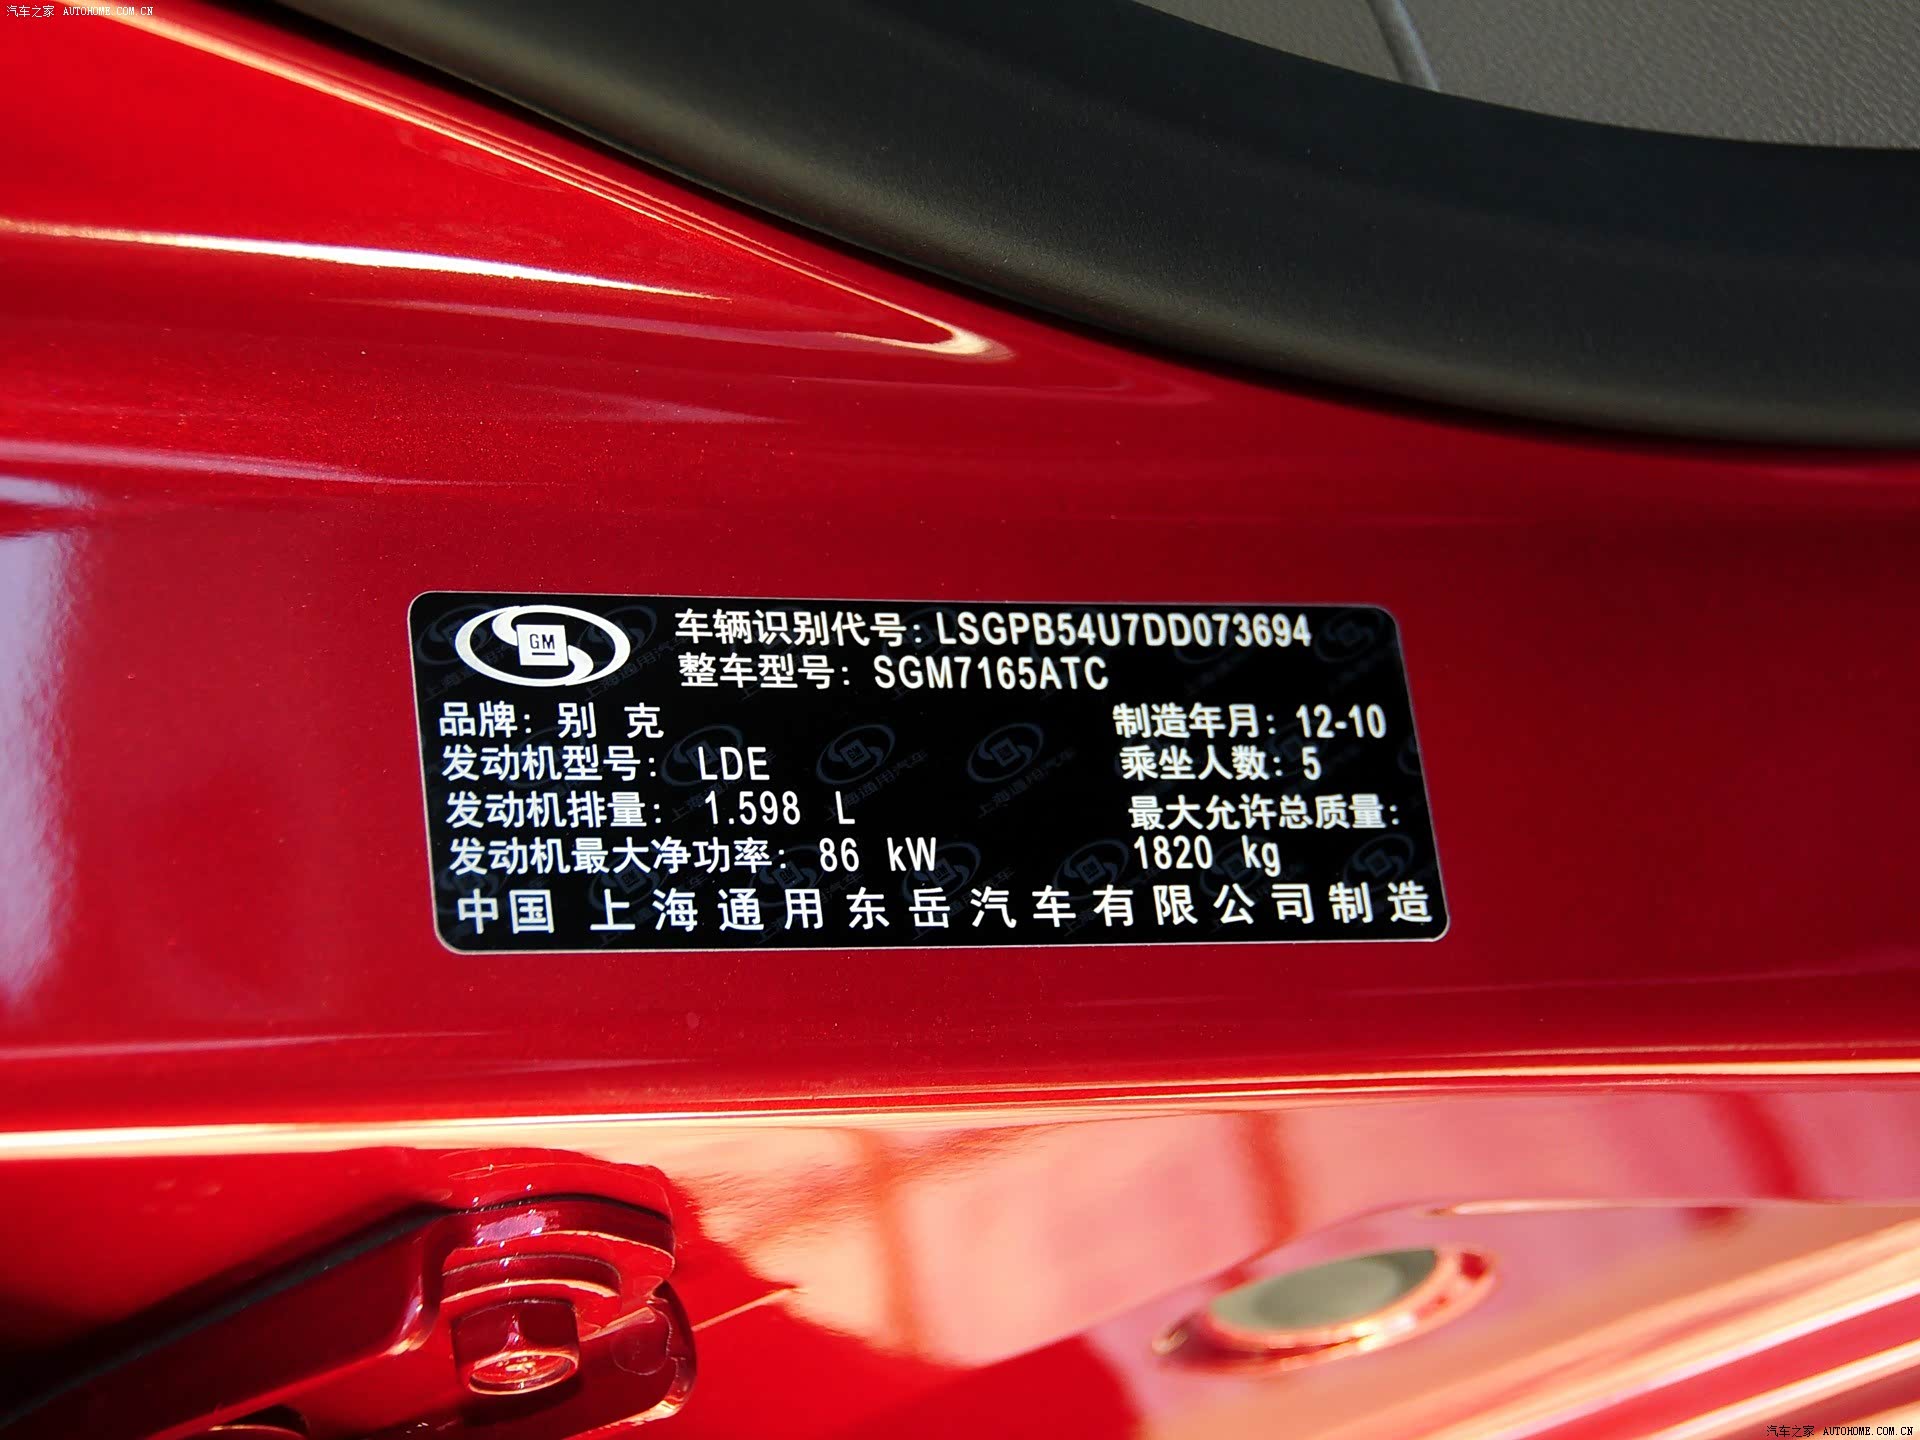 汽车之家 AUTOHOME.COM.CN
GM
车辆识别代号: LSGPB54U7DD073694
整车型号: SGM7165ATC
品牌: 别 克
制造年月: 12-10
发动机型号: LDE
乘坐人数: 5
发动机排量: 1.598 L
最大允许总质量:
发动机最大净功率: 86 kW
1820 kg
中国 上海通用东岳汽车有限公司制造
汽车之家 AUTOHOME.COM.CN